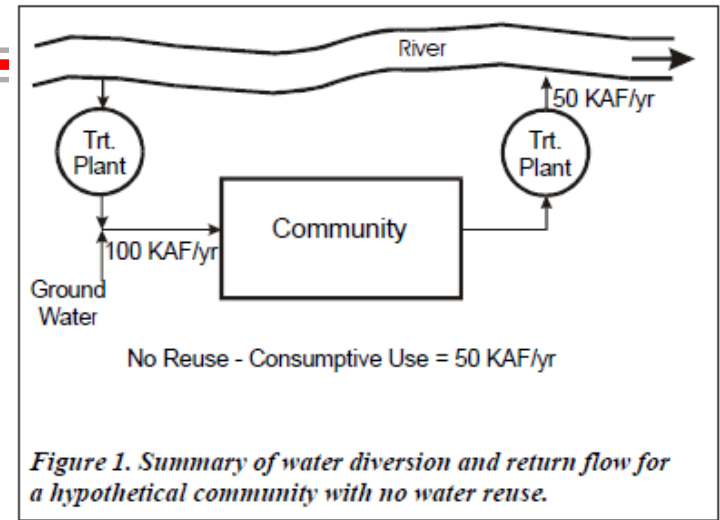 River
50 KAF/yr
Trt.
Plant
Trt.
Plant
Community
100 KAF/yr
Ground
Water
No Reuse - Consumptive Use = 50 KAF/yr
Figure 1. Summary of water diversion and return flow for
a hypothetical community with no water reuse.